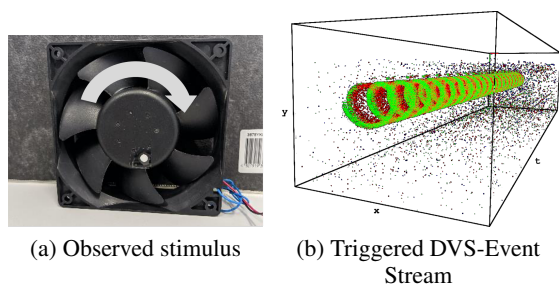 y
x
t
(a) Observed stimulus
(b) Triggered DVS-Event
Stream